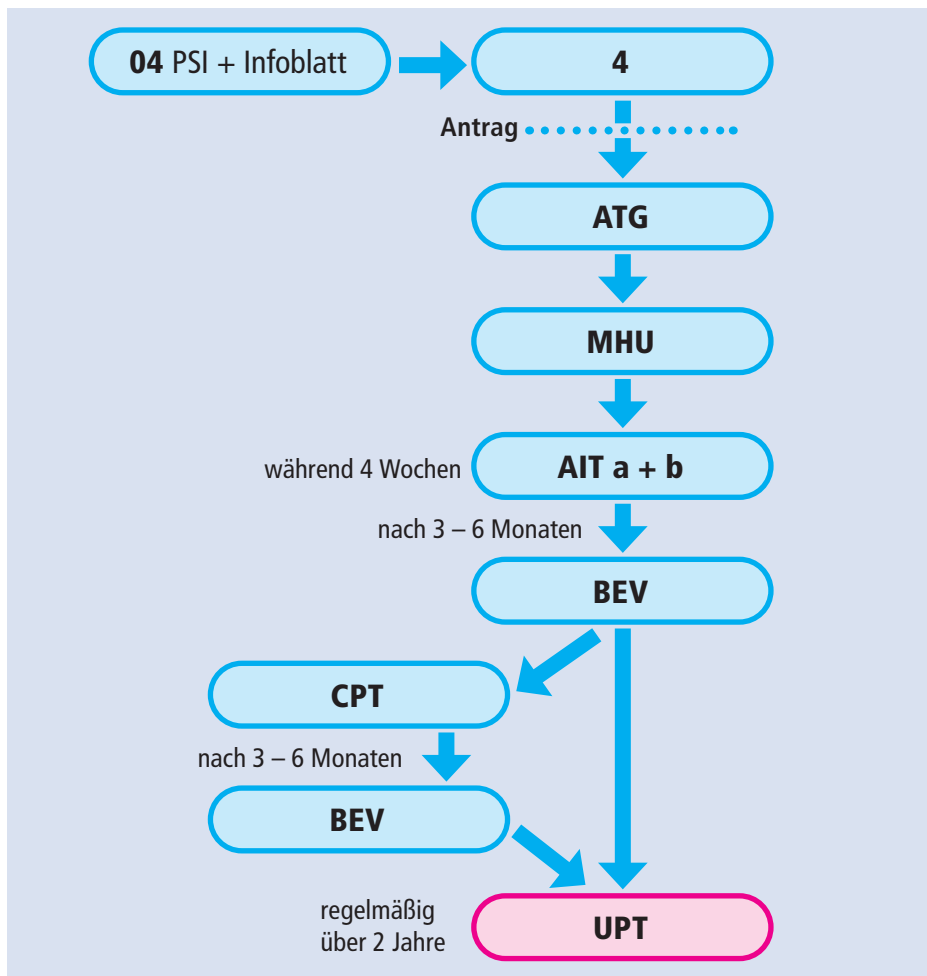 04 PSI + Infoblatt
4
Antrag
ATG
MHU
während 4 Wochen
AIT a + b
nach 3 – 6 Monaten
BEV
CPT
nach 3 – 6 Monaten
BEV
regelmäßig
über 2 Jahre
UPT